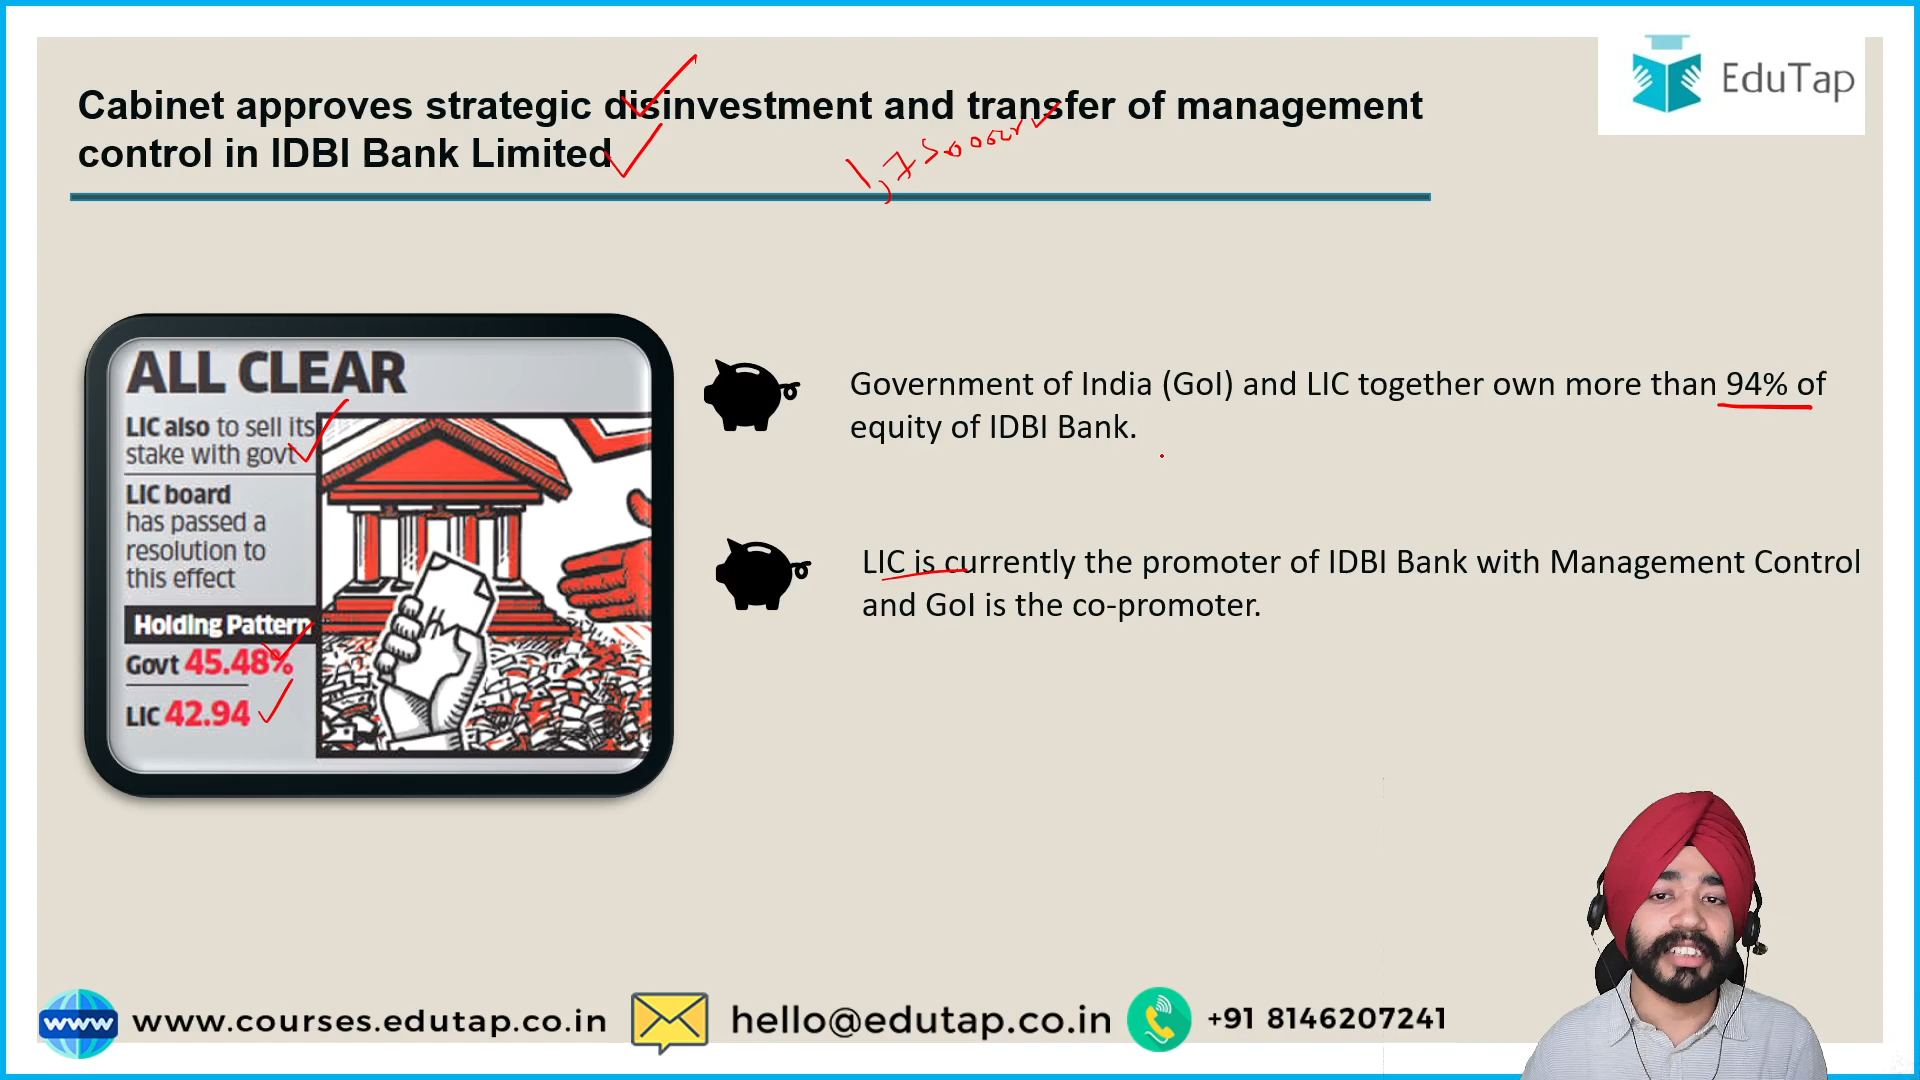 EduTap
Cabinet approves strategic disinvestment and transfer of management
control in IDBI Bank Limited
ALL CLEAR
LIC also to sell its
stake with govt
LIC board
has passed a
resolution to
this effect
Holding Pattern
Govt 45.48%
LIC 42.94
Government of India (GoI) and LIC together own more than 94% of
equity of IDBI Bank.
LIC is currently the promoter of IDBI Bank with Management Control
and GoI is the co-promoter.
www
www.courses.edutap.co.in
hello@edutap.co.in
+91 8146207241